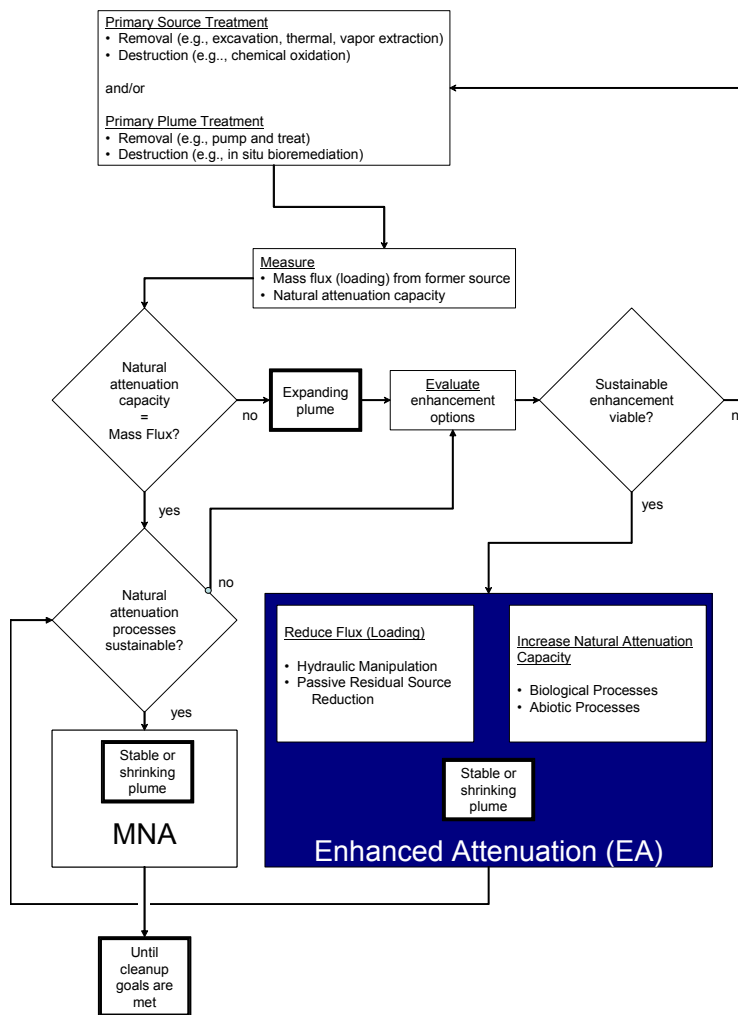 Primary Source Treatment
• Removal (e.g., excavation, thermal, vapor extraction)
• Destruction (e.g.., chemical oxidation)
and/or
Primary Plume Treatment
• Removal (e.g., pump and treat)
• Destruction (e.g., in situ bioremediation)
Measure
• Mass flux (loading) from former source
• Natural attenuation capacity
Natural
attenuation
capacity
=
Mass Flux?
no
Expanding
plume
Evaluate
enhancement
options
Sustainable
enhancement
viable?
yes
yes
Natural
attenuation
processes
sustainable?
no
Reduce Flux (Loading)
• Hydraulic Manipulation
• Passive Residual Source
Reduction
Increase Natural Attenuation
Capacity
• Biological Processes
• Abiotic Processes
yes
Stable or
shrinking
plume
MNA
Stable or
shrinking
plume
Enhanced Attenuation (EA)
Until
cleanup
goals are
met